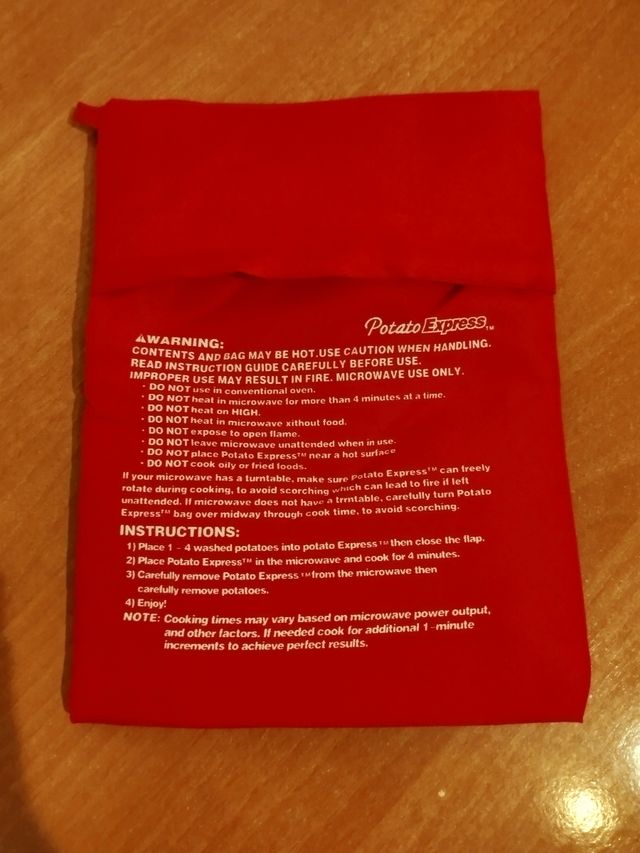 Potato Express™
⚠WARNING:
CONTENTS AND BAG MAY BE HOT.USE CAUTION WHEN HANDLING.
READ INSTRUCTION GUIDE CAREFULLY BEFORE USE.
IMPROPER USE MAY RESULT IN FIRE. MICROWAVE USE ONLY.
· DO NOT use in conventional oven.
· DO NOT heat in microwave for more than 4 minutes at a time.
· DO NOT heat on HIGH.
· DO NOT heat in microwave xithout food.
· DO NOT expose to open flame.
· DO NOT leave microwave unattended when in use.
· DO NOT place Potato Express™ near a hot surface
· DO NOT cook oily or fried foods.
If your microwave has a turntable, make sure Potato Express™ can freely
rotate during cooking, to avoid scorching which can lead to fire if left
unattended. If microwave does not have a trntable, carefully turn Potato
Express™ bag over midway through cook time, to avoid scorching.
INSTRUCTIONS:
1) Place 1 - 4 washed potatoes into potato Express™ then close the flap.
2) Place Potato Express™ in the microwave and cook for 4 minutes.
3) Carefully remove Potato Express™ from the microwave then
carefully remove potatoes.
4) Enjoy!
NOTE: Cooking times may vary based on microwave power output,
and other factors. If needed cook for additional 1-minute
increments to achieve perfect results.